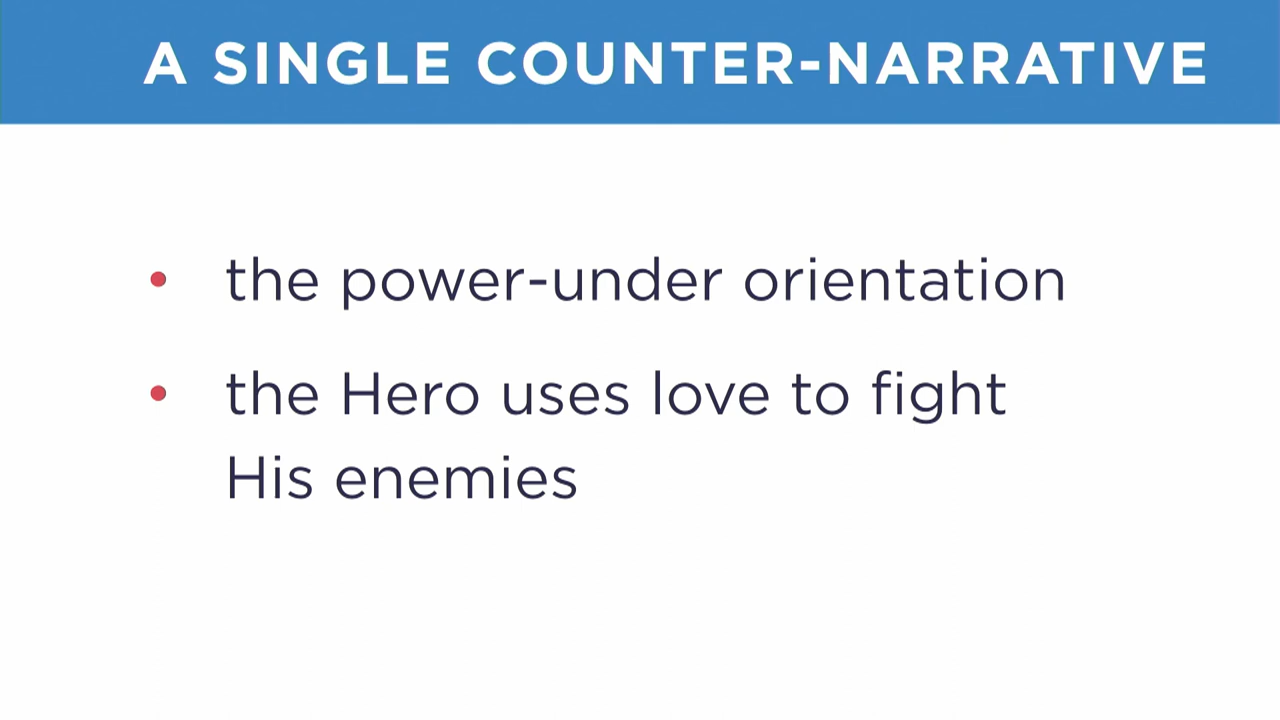 A SINGLE COUNTER-NARRATIVE
• the power-under orientation
• the Hero uses love to fight
His enemies